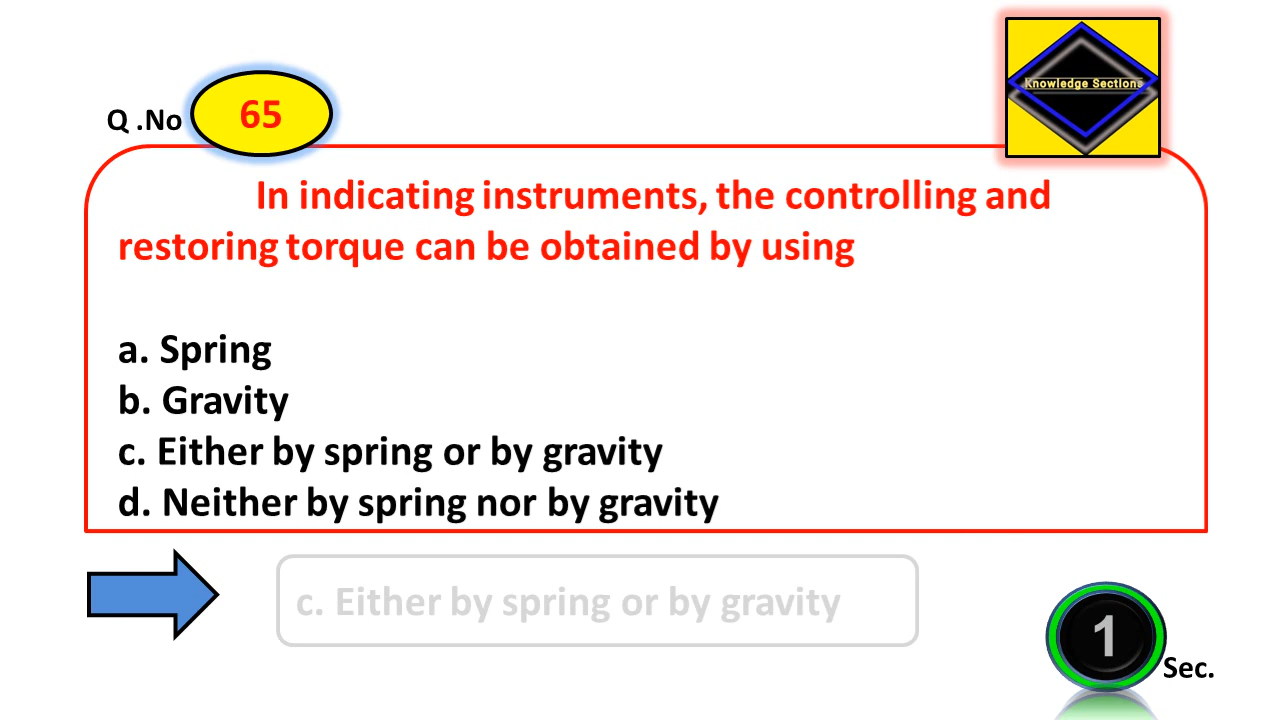 Knowledge Sections
Q .No 65
In indicating instruments, the controlling and
restoring torque can be obtained by using
a. Spring
b. Gravity
c. Either by spring or by gravity
d. Neither by spring nor by gravity
c. Either by spring or by gravity
1 Sec.